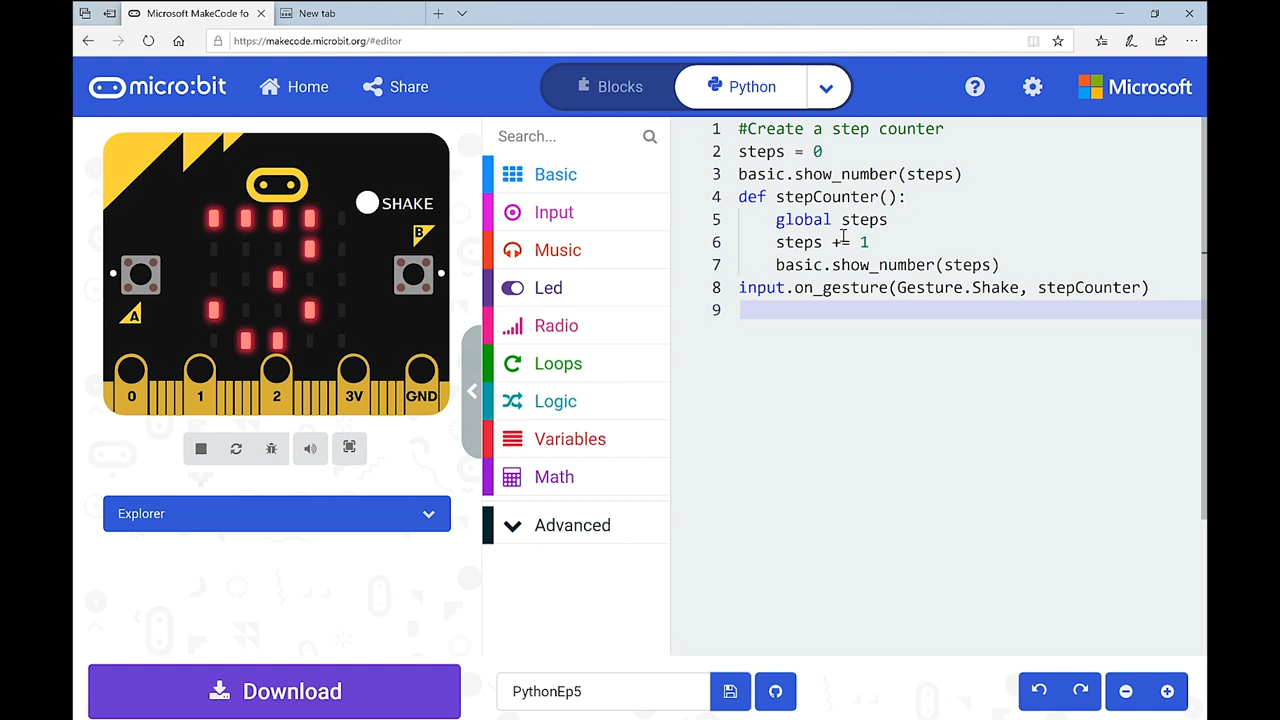 Microsoft MakeCode fo
New tab
https://makecode.microbit.org/#editor
micro:bit
Home
Share
Blocks
Python
Microsoft
SHAKE
B
A
0 1 2 3V GND
Explorer
Download
Search...
Basic
Input
Music
Led
Radio
Loops
Logic
Variables
Math
Advanced
1 #Create a step counter
2 steps = 0
3 basic.show_number(steps)
4 def stepCounter():
5 global steps
6 steps += 1
7 basic.show_number(steps)
8 input.on_gesture(Gesture.Shake, stepCounter)
9
PythonEp5